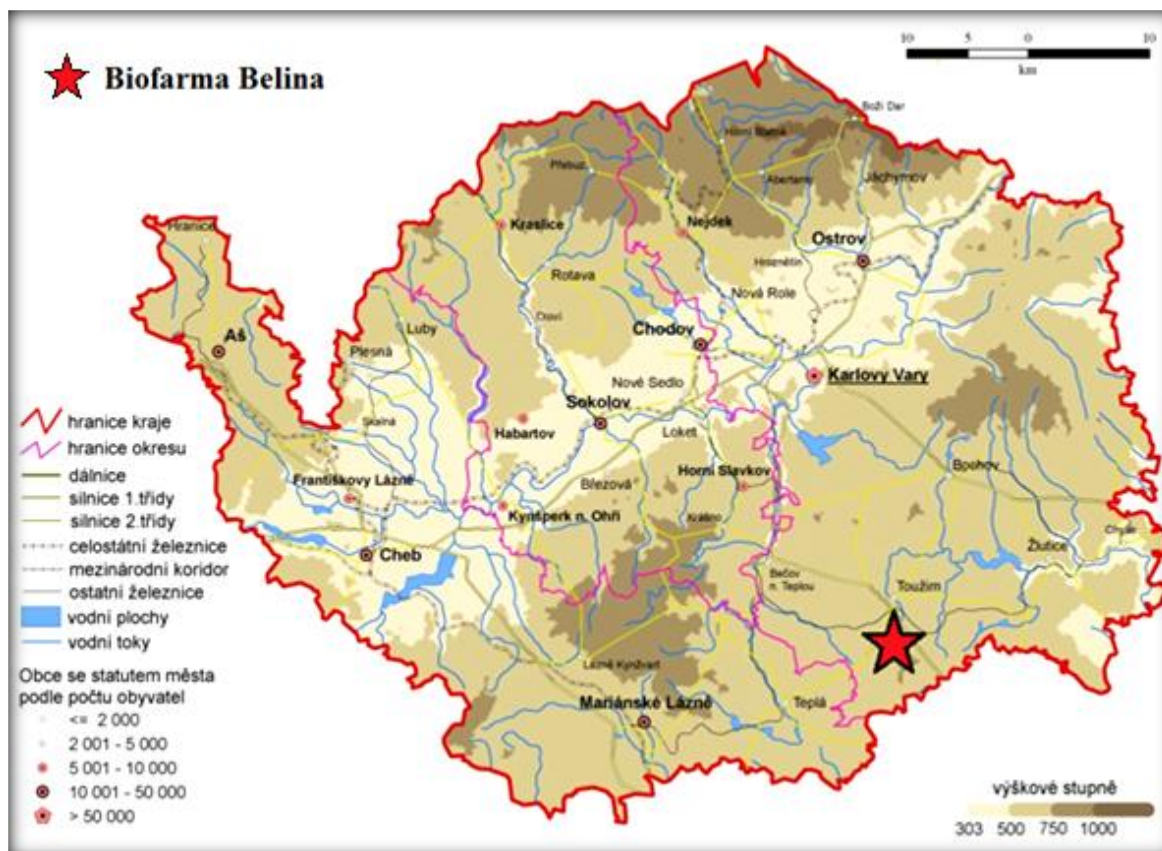 Biofarma Belina
10 5 0 10
km
Boží Dar
Horní Blatná
Přebuz
Abertamy
Jáchymov
Kraslice
Nejdek
Hranice
Ostrov
Hroznětín
Rotava
Nová Role
Oloví
Luby
Chodov
Aš
Plesná
Karlovy Vary
Nové Sedlo
Sokolov
Skalná
Habartov
Loket
Bochov
Horní Slavkov
Františkovy Lázně
Březová
Kynšperk n. Ohří
Krásno
Chyše
Cheb
Žlutice
Bečov
n. Teplou
Toužim
Lázně Kynžvart
Mariánské Lázně
Teplá
hranice kraje
hranice okresu
dálnice
silnice 1.třídy
silnice 2.třídy
celostátní železnice
mezinárodní koridor
ostatní železnice
vodní plochy
vodní toky
Obce se statutem města
podle počtu obyvatel
<= 2 000
2 001 - 5 000
5 001 - 10 000
10 001 - 50 000
> 50 000
výškové stupně
303 500 750 1000